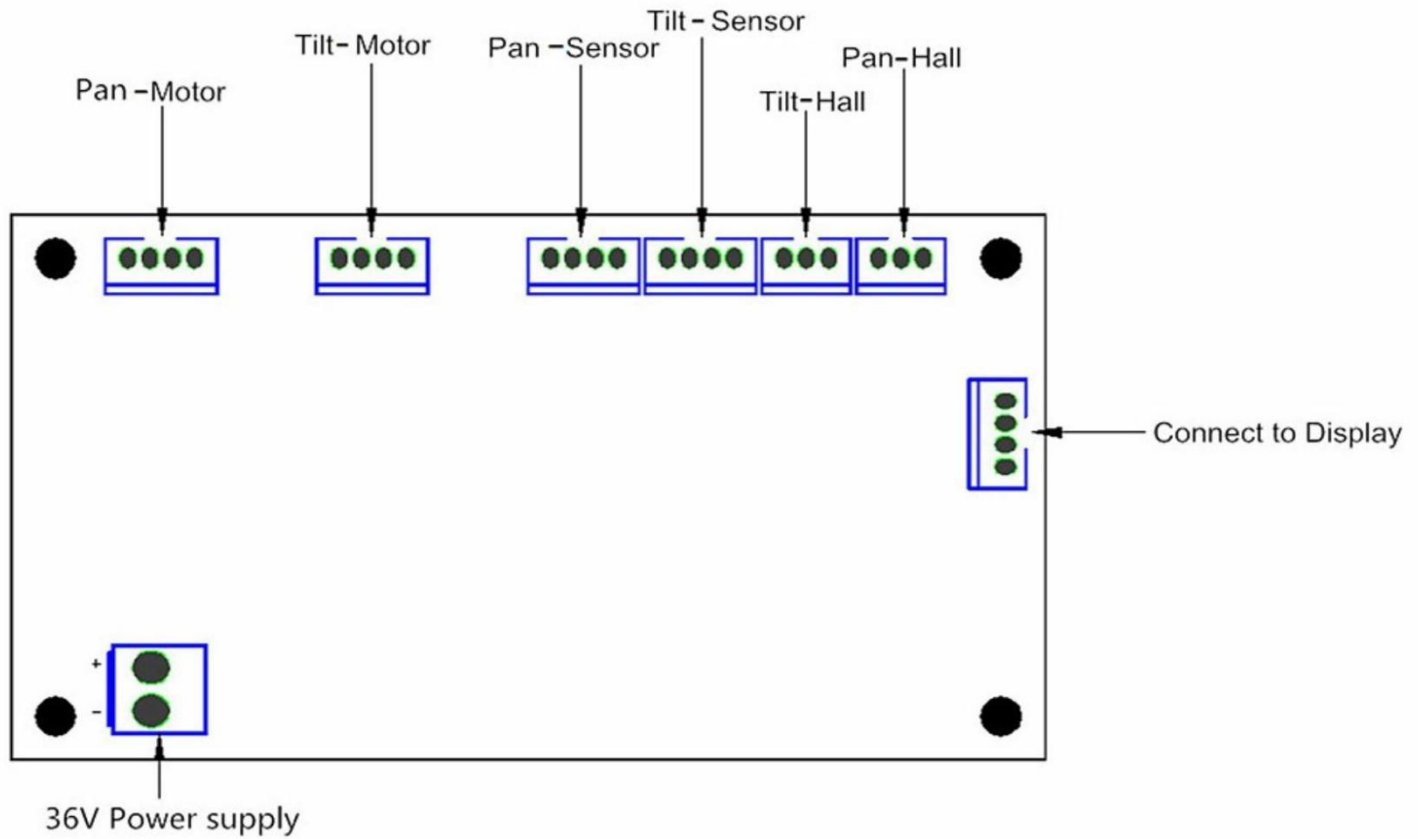 Tilt-Sensor
Tilt-Motor
Pan-Sensor
Pan-Hall
Pan-Motor
Tilt-Hall
Connect to Display
+
-
36V Power supply